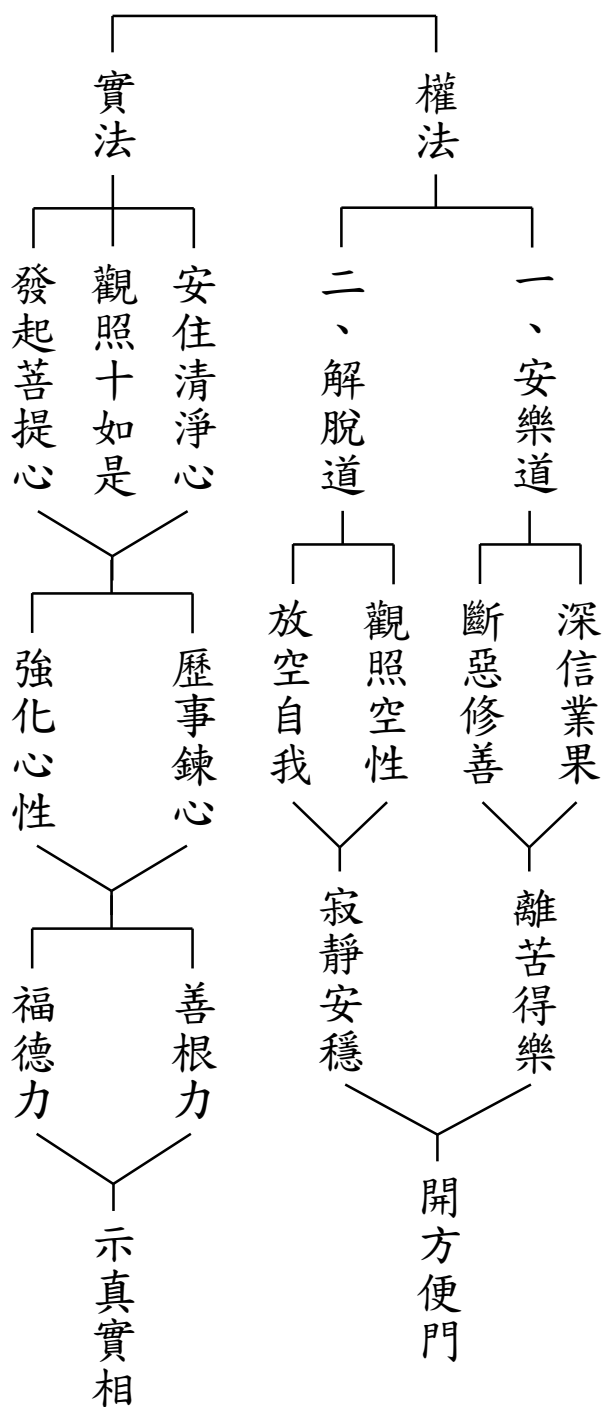 權法
一、安樂道
深信業果
斷惡修善
離苦得樂
二、解脫道
觀照空性
放空自我
寂靜安穩
開方便門
實法
安住清淨心
觀照十如是
發起菩提心
歷事鍊心
強化心性
善根力
福德力
示真實相